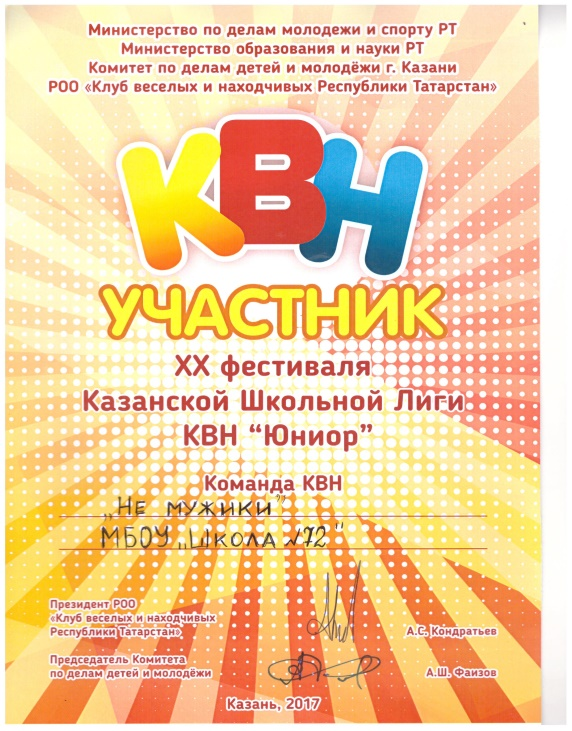 Министерство по делам молодежи и спорту РТ
Министерство образования и науки РТ
Комитет по делам детей и молодёжи г. Казани
РОО «Клуб веселых и находчивых Республики Татарстан»
КВН
УЧАСТНИК
XX фестиваля
Казанской Школьной Лиги
КВН “Юниор”
Команда КВН
„Не мужики”
МБОУ „Школа №72”
Президент РОО
«Клуб веселых и находчивых
Республики Татарстан»
А.С. Кондратьев
Председатель Комитета
по делам детей и молодёжи
А.Ш. Фаизов
Казань, 2017